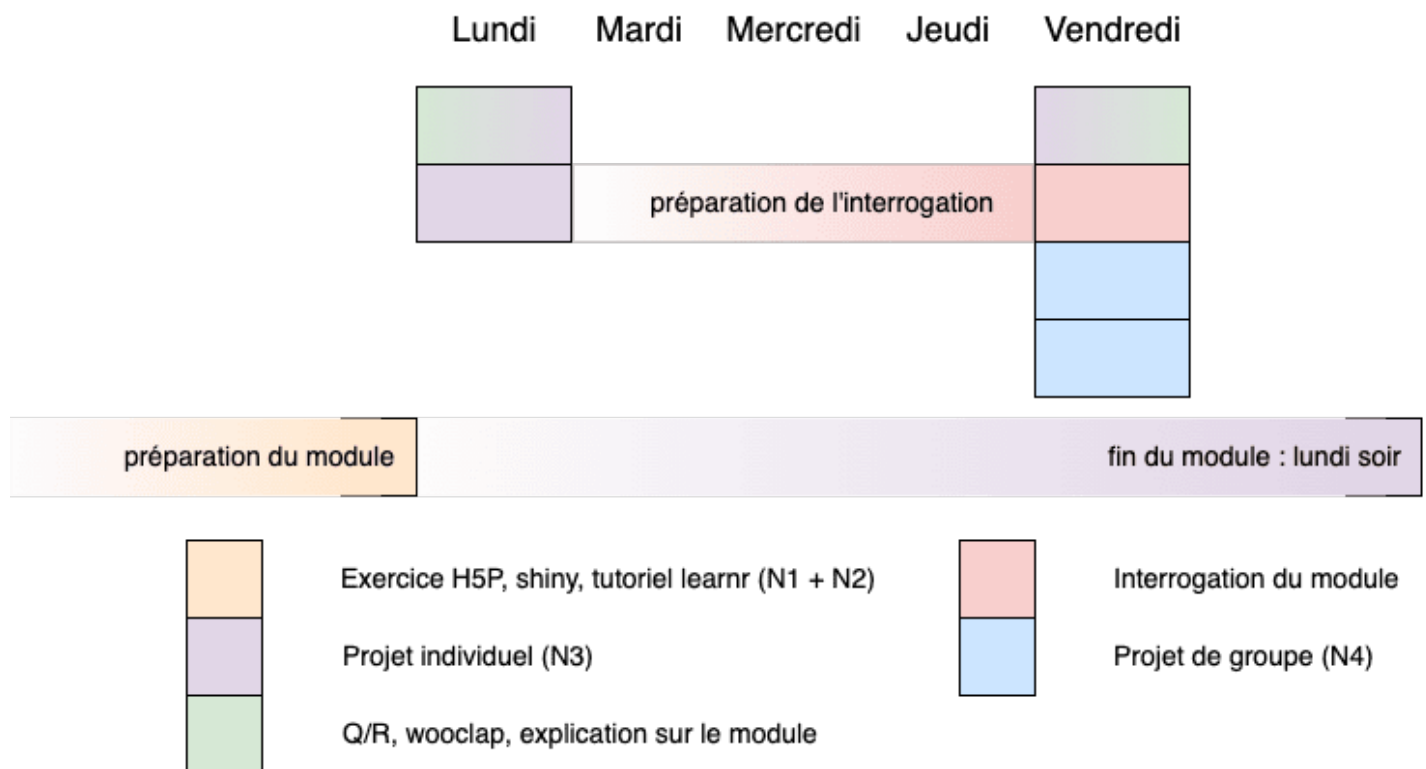 Lundi Mardi Mercredi Jeudi Vendredi
préparation de l'interrogation
préparation du module
fin du module : lundi soir
Exercice H5P, shiny, tutoriel learnr (N1 + N2)
Interrogation du module
Projet individuel (N3)
Projet de groupe (N4)
Q/R, wooclap, explication sur le module